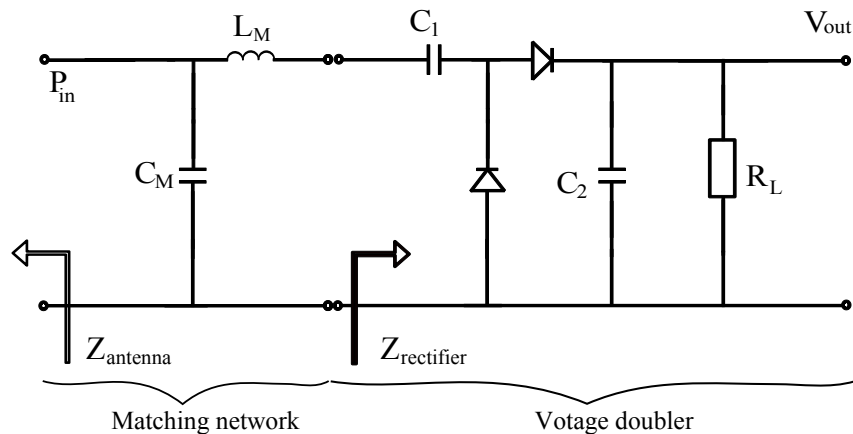 L_M
C_1
V_out
P_in
C_M
C_2
R_L
Z_antenna
Z_rectifier
Matching network
Votage doubler